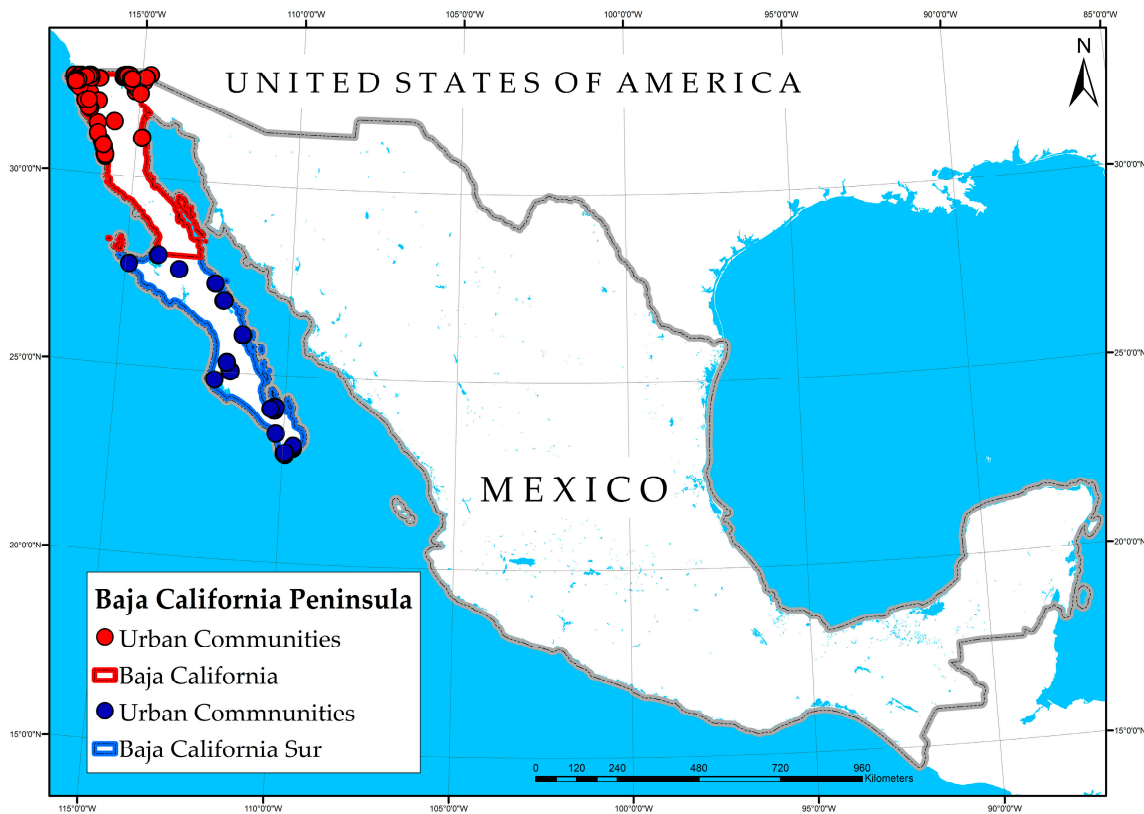 115°0'0"W 110°0'0"W 105°0'0"W 100°0'0"W 95°0'0"W 90°0'0"W 85°0'0"W
N
UNITED STATES OF AMERICA
30°0'0"N 30°0'0"N
25°0'0"N 25°0'0"N
MEXICO
20°0'0"N 20°0'0"N
Baja California Peninsula
Urban Communities
Baja California
Urban Commnunities
Baja California Sur
15°0'0"N 15°0'0"N
0 120 240 480 720 960
Kilometers
115°0'0"W 110°0'0"W 105°0'0"W 100°0'0"W 95°0'0"W 90°0'0"W